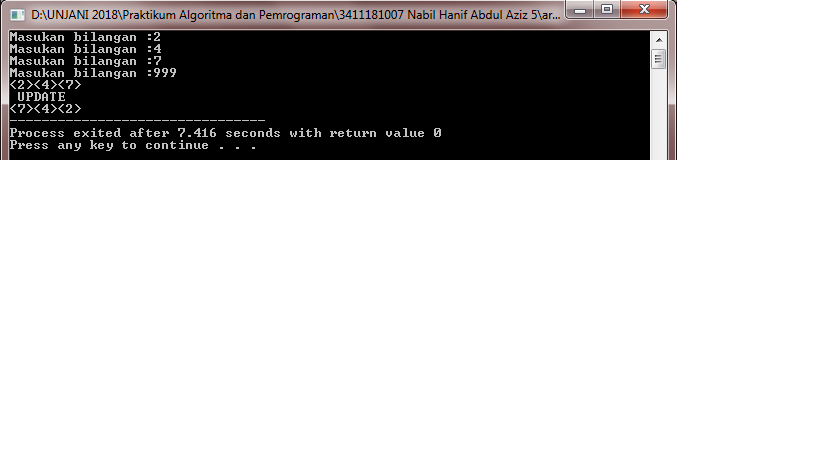 D:\UNJANI 2018\Praktikum Algoritma dan Pemrograman\3411181007 Nabil Hanif Abdul Aziz 5\ar...
Masukan bilangan :2
Masukan bilangan :4
Masukan bilangan :7
Masukan bilangan :999
<2><4><7>
UPDATE
<7><4><2>
--------------------------------
Process exited after 7.416 seconds with return value 0
Press any key to continue . . .